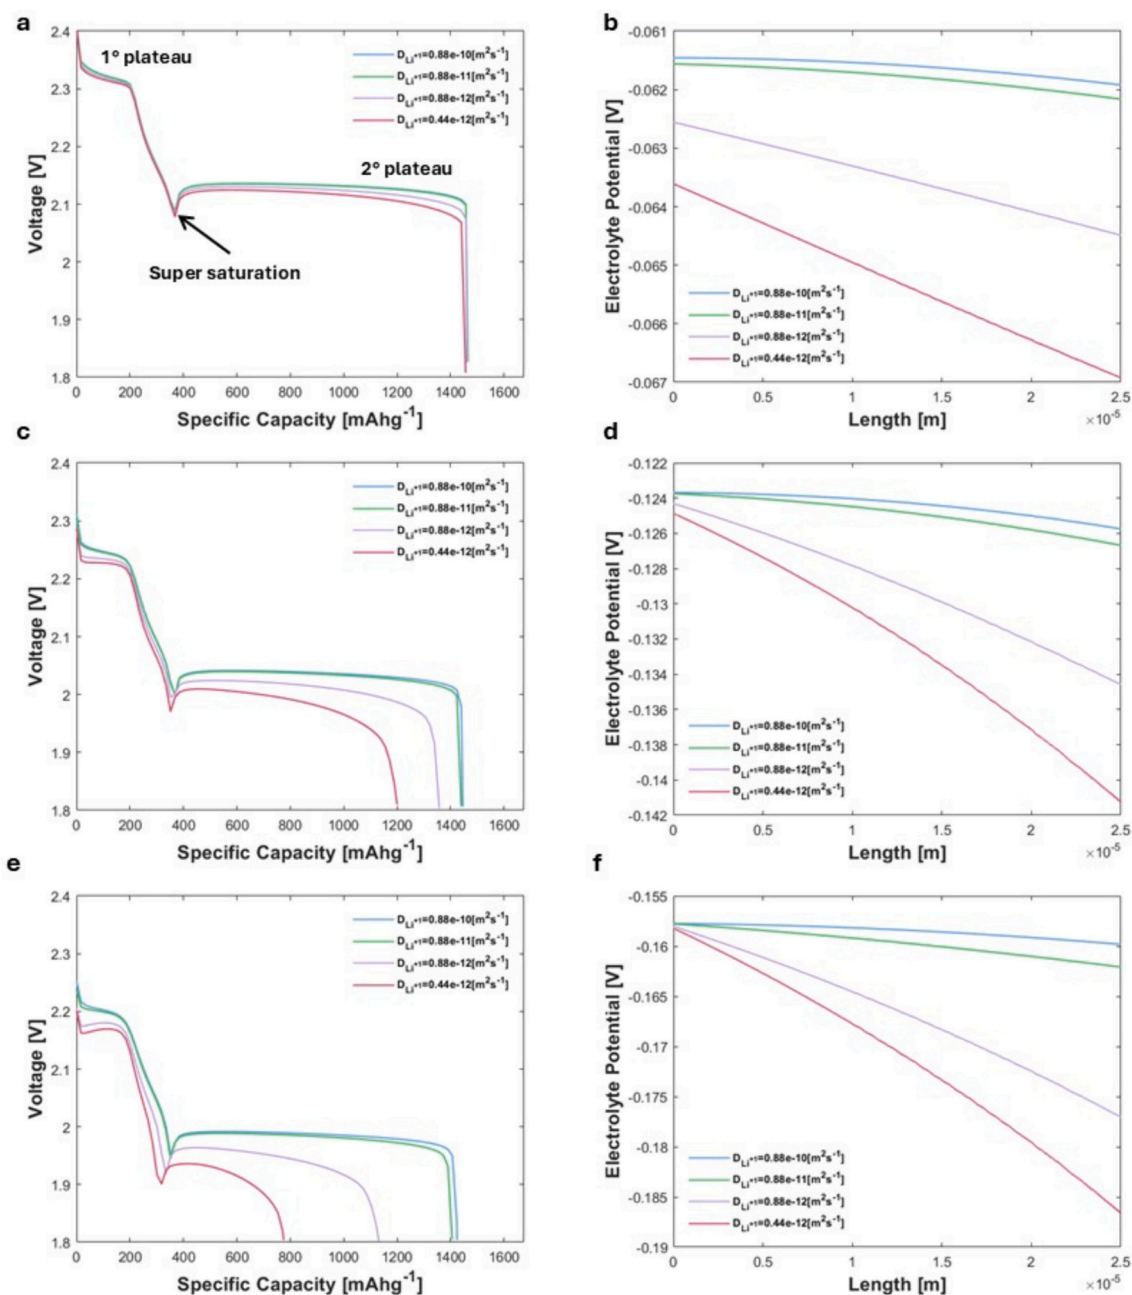 a
2.4
2.3
2.2
2.1
2
1.9
1.8
0 200 400 600 800 1000 1200 1400 1600
Voltage [V]
Specific Capacity [mAhg⁻¹]
1° plateau
2° plateau
Super saturation
D_Li⁺¹=0.88e-10[m²s⁻¹]
D_Li⁺¹=0.88e-11[m²s⁻¹]
D_Li⁺¹=0.88e-12[m²s⁻¹]
D_Li⁺¹=0.44e-12[m²s⁻¹]
b
-0.061
-0.062
-0.063
-0.064
-0.065
-0.066
-0.067
0 0.5 1 1.5 2 2.5
×10⁻⁵
Electrolyte Potential [V]
Length [m]
D_Li⁺¹=0.88e-10[m²s⁻¹]
D_Li⁺¹=0.88e-11[m²s⁻¹]
D_Li⁺¹=0.88e-12[m²s⁻¹]
D_Li⁺¹=0.44e-12[m²s⁻¹]
c
2.4
2.3
2.2
2.1
2
1.9
1.8
0 200 400 600 800 1000 1200 1400 1600
Voltage [V]
Specific Capacity [mAhg⁻¹]
D_Li⁺¹=0.88e-10[m²s⁻¹]
D_Li⁺¹=0.88e-11[m²s⁻¹]
D_Li⁺¹=0.88e-12[m²s⁻¹]
D_Li⁺¹=0.44e-12[m²s⁻¹]
d
-0.122
-0.124
-0.126
-0.128
-0.13
-0.132
-0.134
-0.136
-0.138
-0.14
-0.142
0 0.5 1 1.5 2 2.5
×10⁻⁵
Electrolyte Potential [V]
Length [m]
D_Li⁺¹=0.88e-10[m²s⁻¹]
D_Li⁺¹=0.88e-11[m²s⁻¹]
D_Li⁺¹=0.88e-12[m²s⁻¹]
D_Li⁺¹=0.44e-12[m²s⁻¹]
e
2.4
2.3
2.2
2.1
2
1.9
1.8
0 200 400 600 800 1000 1200 1400 1600
Voltage [V]
Specific Capacity [mAhg⁻¹]
D_Li⁺¹=0.88e-10[m²s⁻¹]
D_Li⁺¹=0.88e-11[m²s⁻¹]
D_Li⁺¹=0.88e-12[m²s⁻¹]
D_Li⁺¹=0.44e-12[m²s⁻¹]
f
-0.155
-0.16
-0.165
-0.17
-0.175
-0.18
-0.185
-0.19
0 0.5 1 1.5 2 2.5
×10⁻⁵
Electrolyte Potential [V]
Length [m]
D_Li⁺¹=0.88e-10[m²s⁻¹]
D_Li⁺¹=0.88e-11[m²s⁻¹]
D_Li⁺¹=0.88e-12[m²s⁻¹]
D_Li⁺¹=0.44e-12[m²s⁻¹]